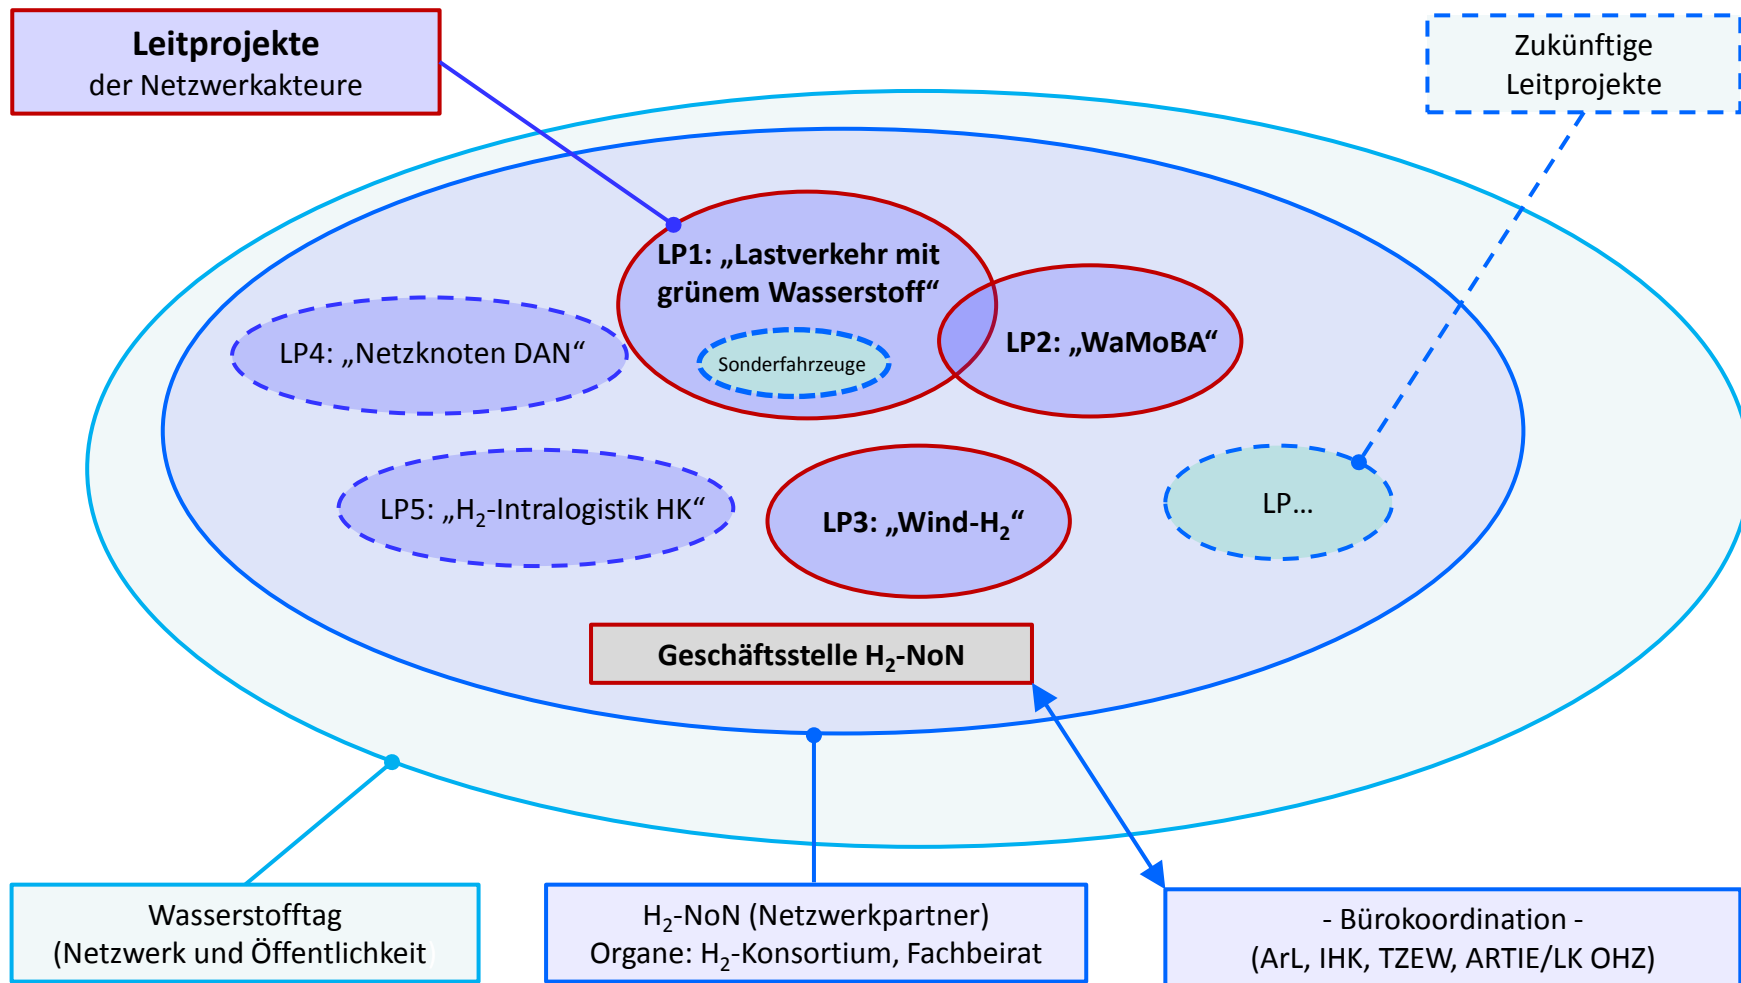 Leitprojekte
der Netzwerkakteure
Zukünftige
Leitprojekte
LP1: „Lastverkehr mit
grünem Wasserstoff“
Sonderfahrzeuge
LP2: „WaMoBA“
LP4: „Netzknoten DAN“
LP5: „H₂-Intralogistik HK“
LP3: „Wind-H₂“
LP...
Geschäftsstelle H₂-NoN
Wasserstofftag
(Netzwerk und Öffentlichkeit)
H₂-NoN (Netzwerkpartner)
Organe: H₂-Konsortium, Fachbeirat
- Bürokoordination -
(ArL, IHK, TZEW, ARTIE/LK OHZ)